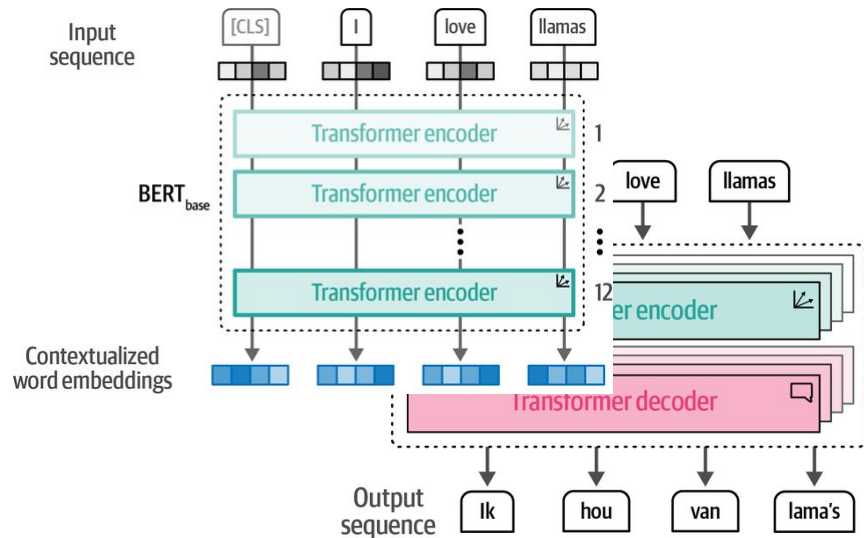 Input
sequence
[CLS] I love llamas
Transformer encoder 1
BERTbase
Transformer encoder 2
Transformer encoder 12
Contextualized
word embeddings
love llamas
er encoder
Transformer decoder
Output
sequence
Ik hou van lama's